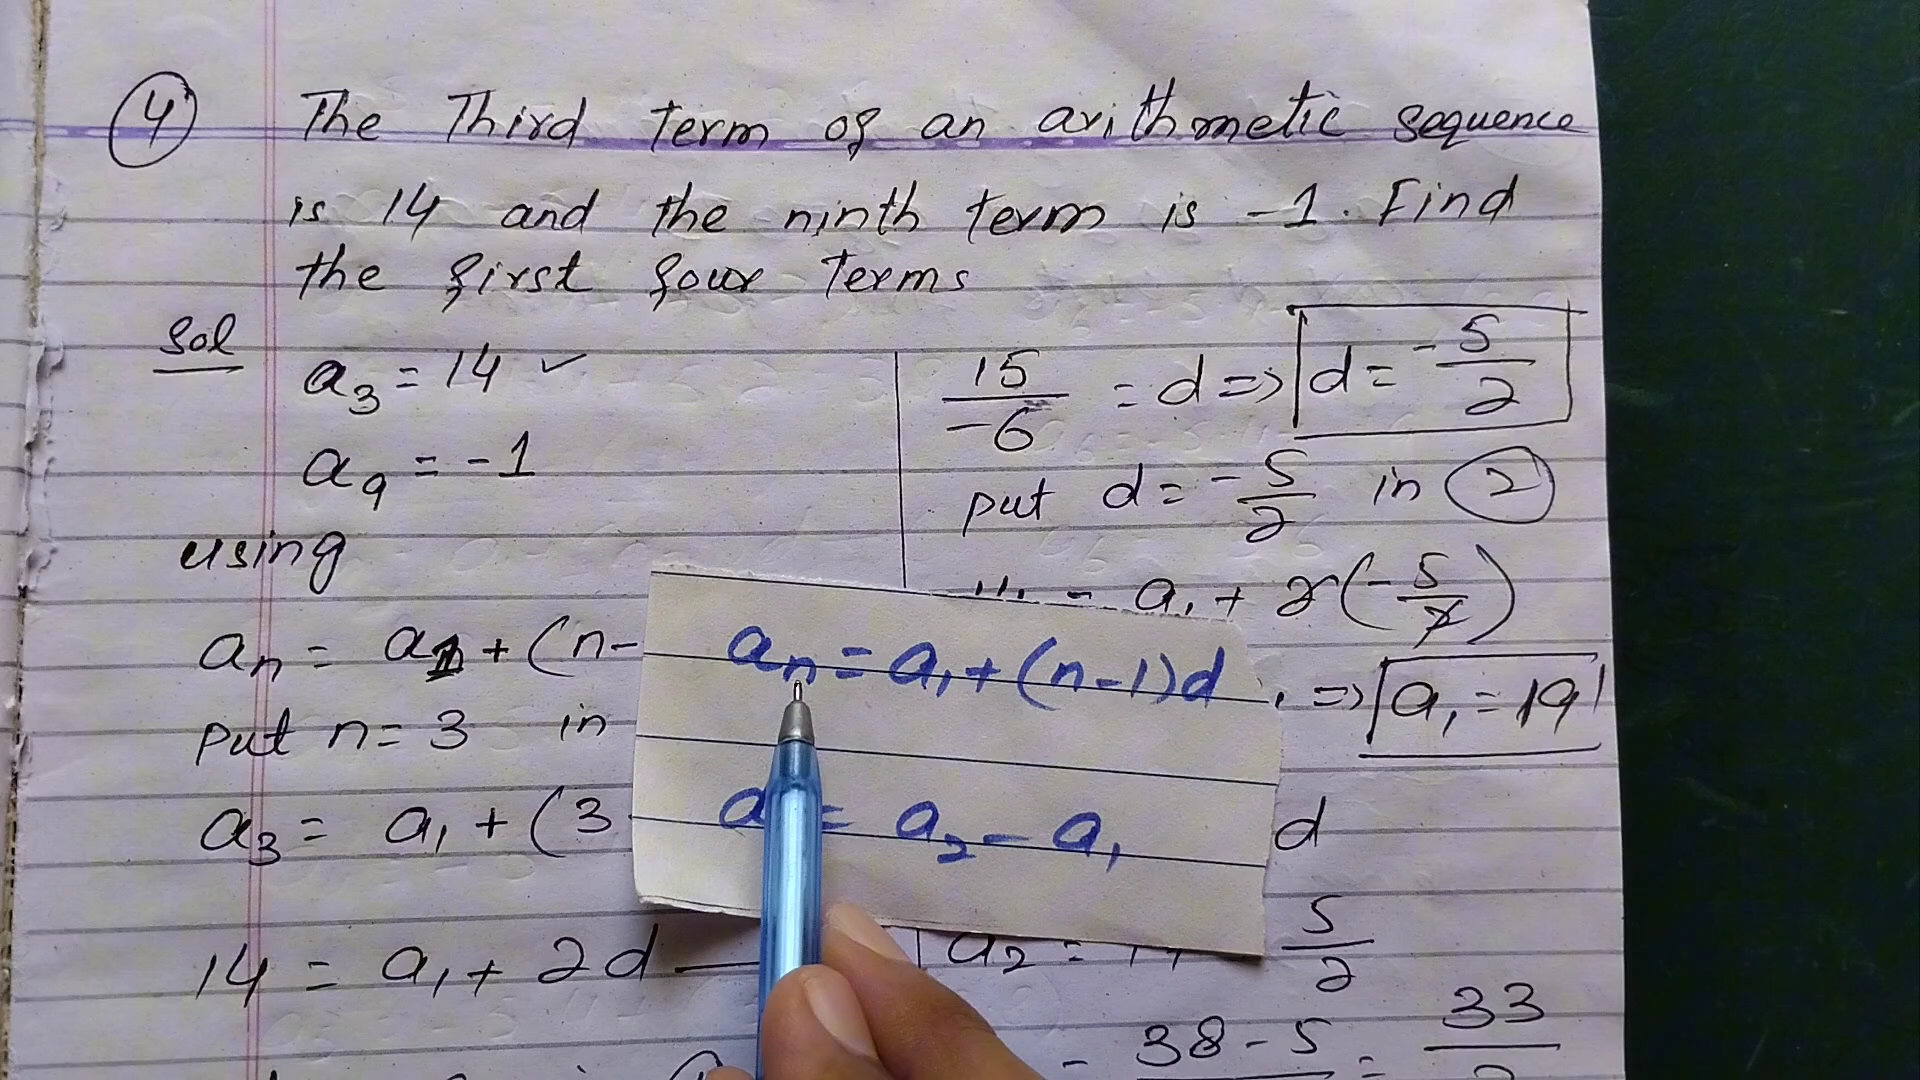 4 The Third Term of an arithmetic sequence
is 14 and the ninth term is -1. Find
the first four Terms
Sol
a₃ = 14 ✓
a₉ = -1
using
aₙ = a₁ + (n-
put n = 3 in
a₃ = a₁ + (3
14 = a₁ + 2d
15/-6 = d ⇒ d = -5/2
put d = -5/2 in 2
a₁ + 2(-5/2)
⇒ a₁ = 19
d
a₂ = 5/2
= 38-5 = 33
aₙ = a₁ + (n-1)d
= a₂ - a₁